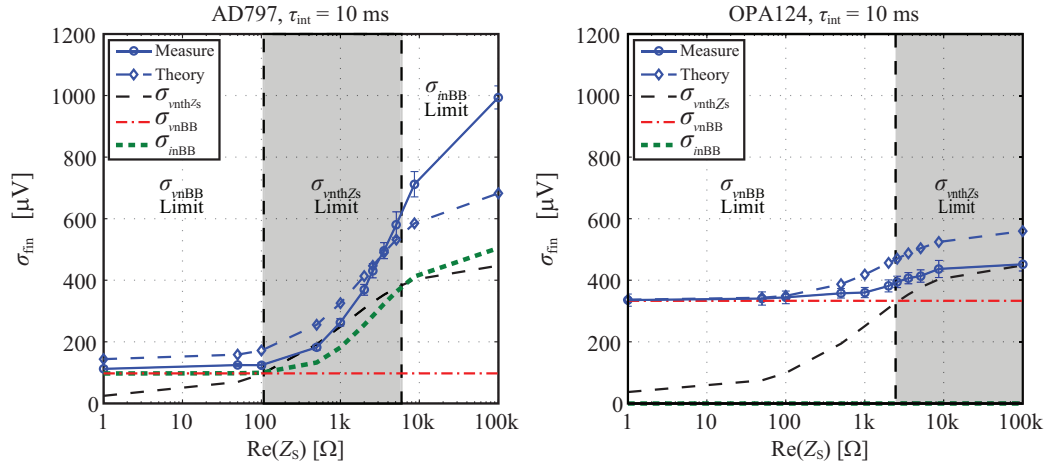 AD797, τint = 10 ms
1200
1000
800
600
400
200
0
σfin [μV]
Measure
Theory
σvnthZs
σvnBB
σinBB
σvnBB
Limit
σvnthZs
Limit
σinBB
Limit
1 10 100 1k 10k 100k
Re(ZS) [Ω]
OPA124, τint = 10 ms
1200
1000
800
600
400
200
0
σfin [μV]
Measure
Theory
σvnthZs
σvnBB
σinBB
σvnBB
Limit
σvnthZs
Limit
1 10 100 1k 10k 100k
Re(ZS) [Ω]